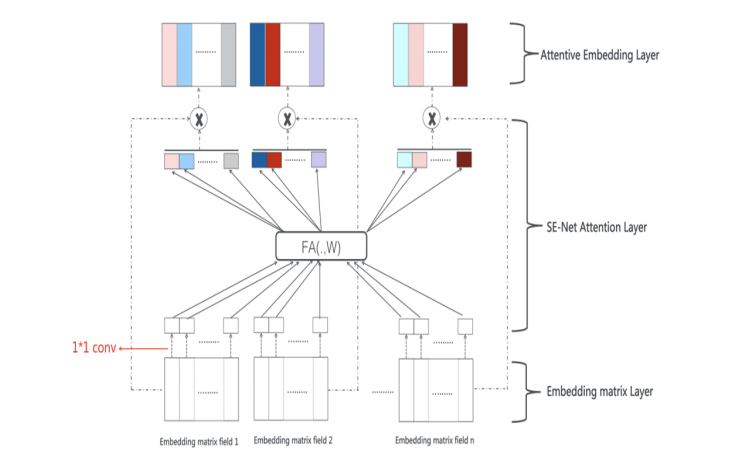 Attentive Embedding Layer
FA(.,W)
SE-Net Attention Layer
1*1 conv
Embedding matrix Layer
Embedding matrix field 1
Embedding matrix field 2
Embedding matrix field n